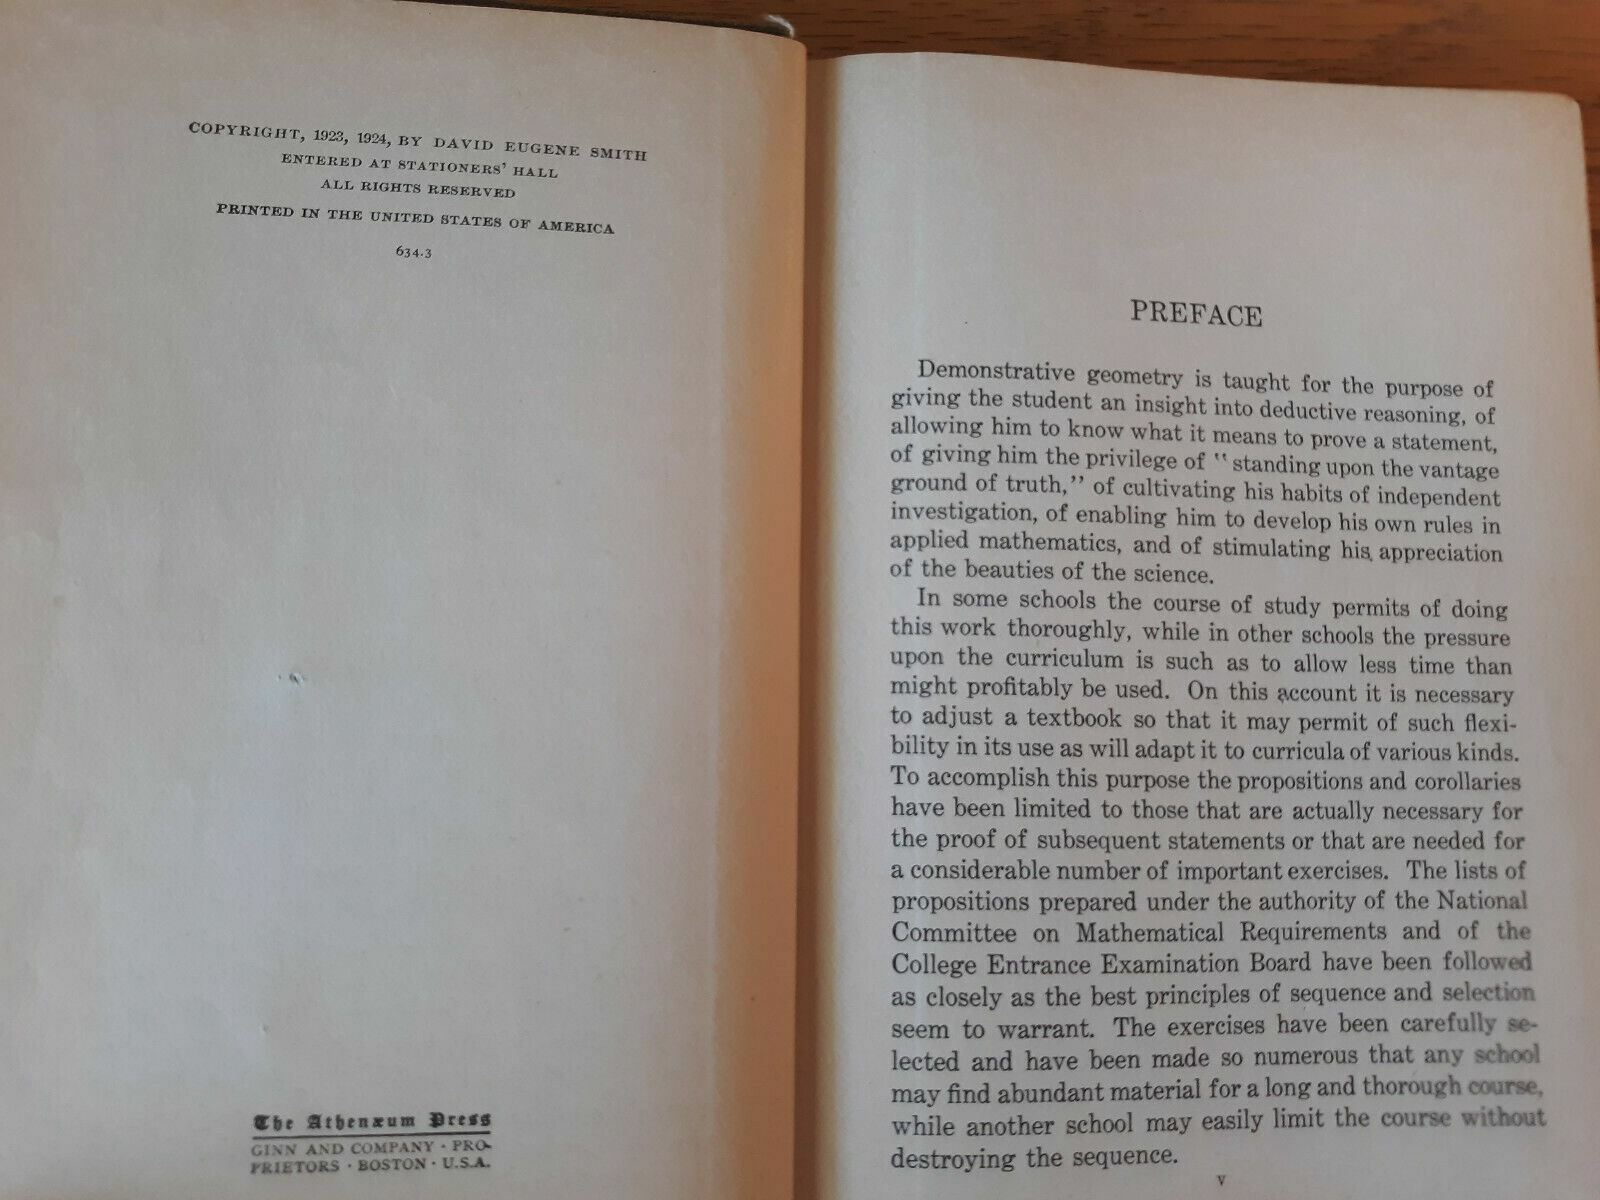 COPYRIGHT, 1923, 1924, BY DAVID EUGENE SMITH
ENTERED AT STATIONERS' HALL
ALL RIGHTS RESERVED
PRINTED IN THE UNITED STATES OF AMERICA
634.3
The Athenæum Press
GINN AND COMPANY · PRO-
PRIETORS · BOSTON · U.S.A.
PREFACE
Demonstrative geometry is taught for the purpose of
giving the student an insight into deductive reasoning, of
allowing him to know what it means to prove a statement,
of giving him the privilege of "standing upon the vantage
ground of truth," of cultivating his habits of independent
investigation, of enabling him to develop his own rules in
applied mathematics, and of stimulating his appreciation
of the beauties of the science.
In some schools the course of study permits of doing
this work thoroughly, while in other schools the pressure
upon the curriculum is such as to allow less time than
might profitably be used. On this account it is necessary
to adjust a textbook so that it may permit of such flexi-
bility in its use as will adapt it to curricula of various kinds.
To accomplish this purpose the propositions and corollaries
have been limited to those that are actually necessary for
the proof of subsequent statements or that are needed for
a considerable number of important exercises. The lists of
propositions prepared under the authority of the National
Committee on Mathematical Requirements and of the
College Entrance Examination Board have been followed
as closely as the best principles of sequence and selection
seem to warrant. The exercises have been carefully se-
lected and have been made so numerous that any school
may find abundant material for a long and thorough course,
while another school may easily limit the course without
destroying the sequence.
v